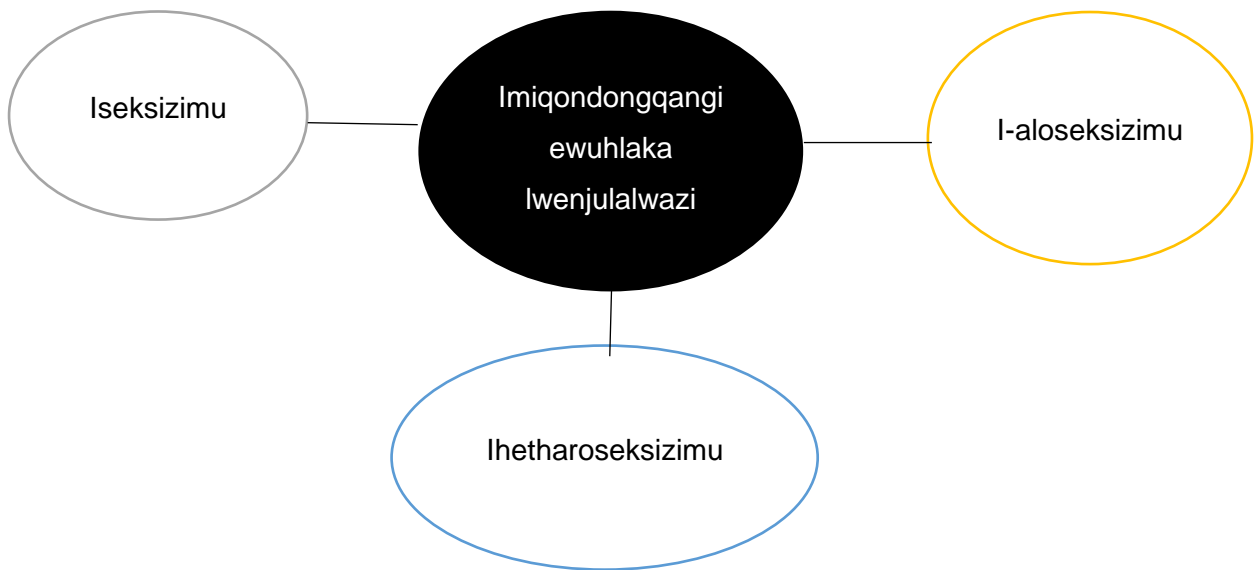 Iseksizimu
Imiqondongqangi
ewuhlaka
lwenjulalwazi
I-aloseksizimu
Ihetharoseksizimu